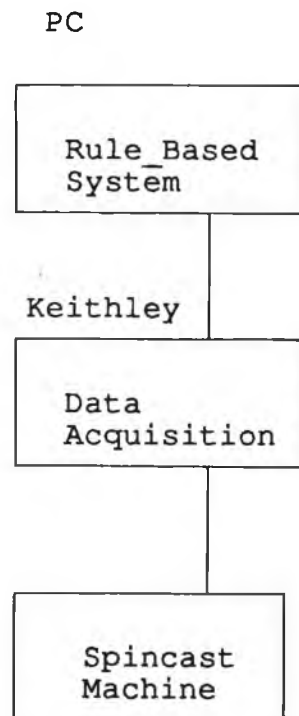 PC
Rule_Based
System
Keithley
Data
Acquisition
Spincast
Machine